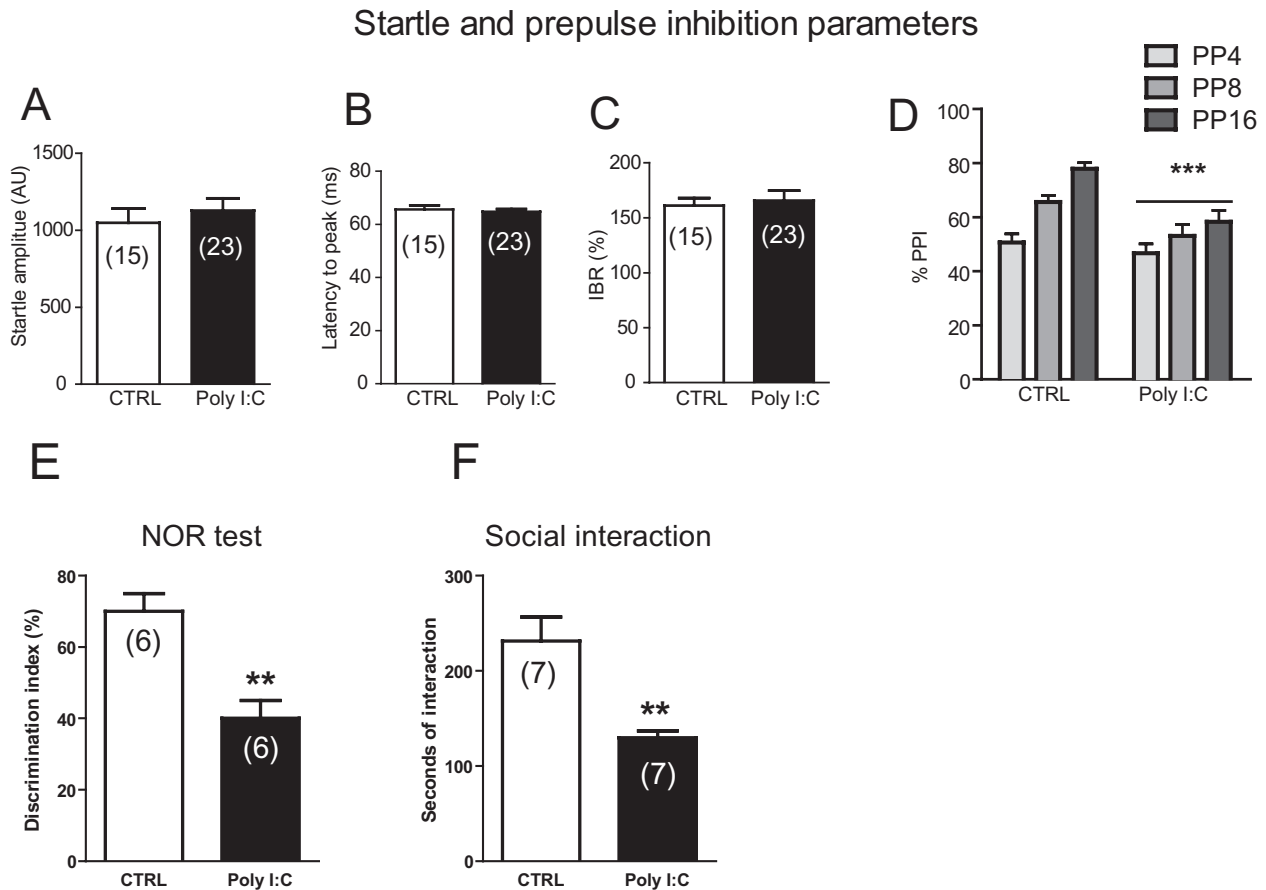 Startle and prepulse inhibition parameters
PP4
PP8
PP16
A
Startle amplitue (AU)
1500
1000
500
0
(15)
(23)
CTRL
Poly I:C
B
Latency to peak (ms)
80
60
40
20
0
(15)
(23)
CTRL
Poly I:C
C
IBR (%)
200
150
100
50
0
(15)
(23)
CTRL
Poly I:C
D
% PPI
100
80
60
40
20
0
***
CTRL
Poly I:C
E
NOR test
Discrimination index (%)
80
60
40
20
0
(6)
**
(6)
CTRL
Poly I:C
F
Social interaction
Seconds of interaction
300
200
100
0
(7)
**
(7)
CTRL
Poly I:C